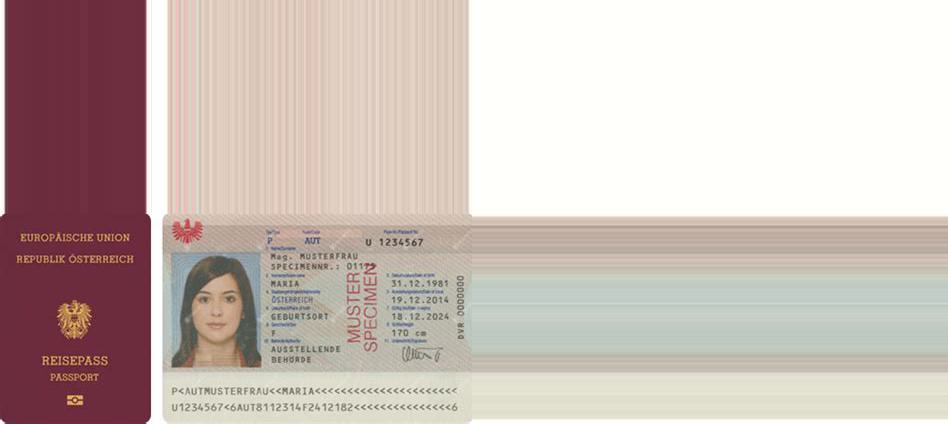 EUROPÄISCHE UNION
REPUBLIK ÖSTERREICH
REISEPASS
PASSPORT
P AUT U 1234567
Mag. MUSTERFRAU
SPECIMENNR.:
MARIA
ÖSTERREICH
GEBURTSORT
F
AUSSTELLENDE
BEHÖRDE
MUSTER
SPECIMEN
31.12.1981
19.12.2014
18.12.2024
170 cm
DVR 0000000
P<AUTMUSTERFRAU<<MARIA<<<<<<<<<<<<<<<<<<<<<<
U1234567<6AUT8112314F2412182<<<<<<<<<<<<<<<6